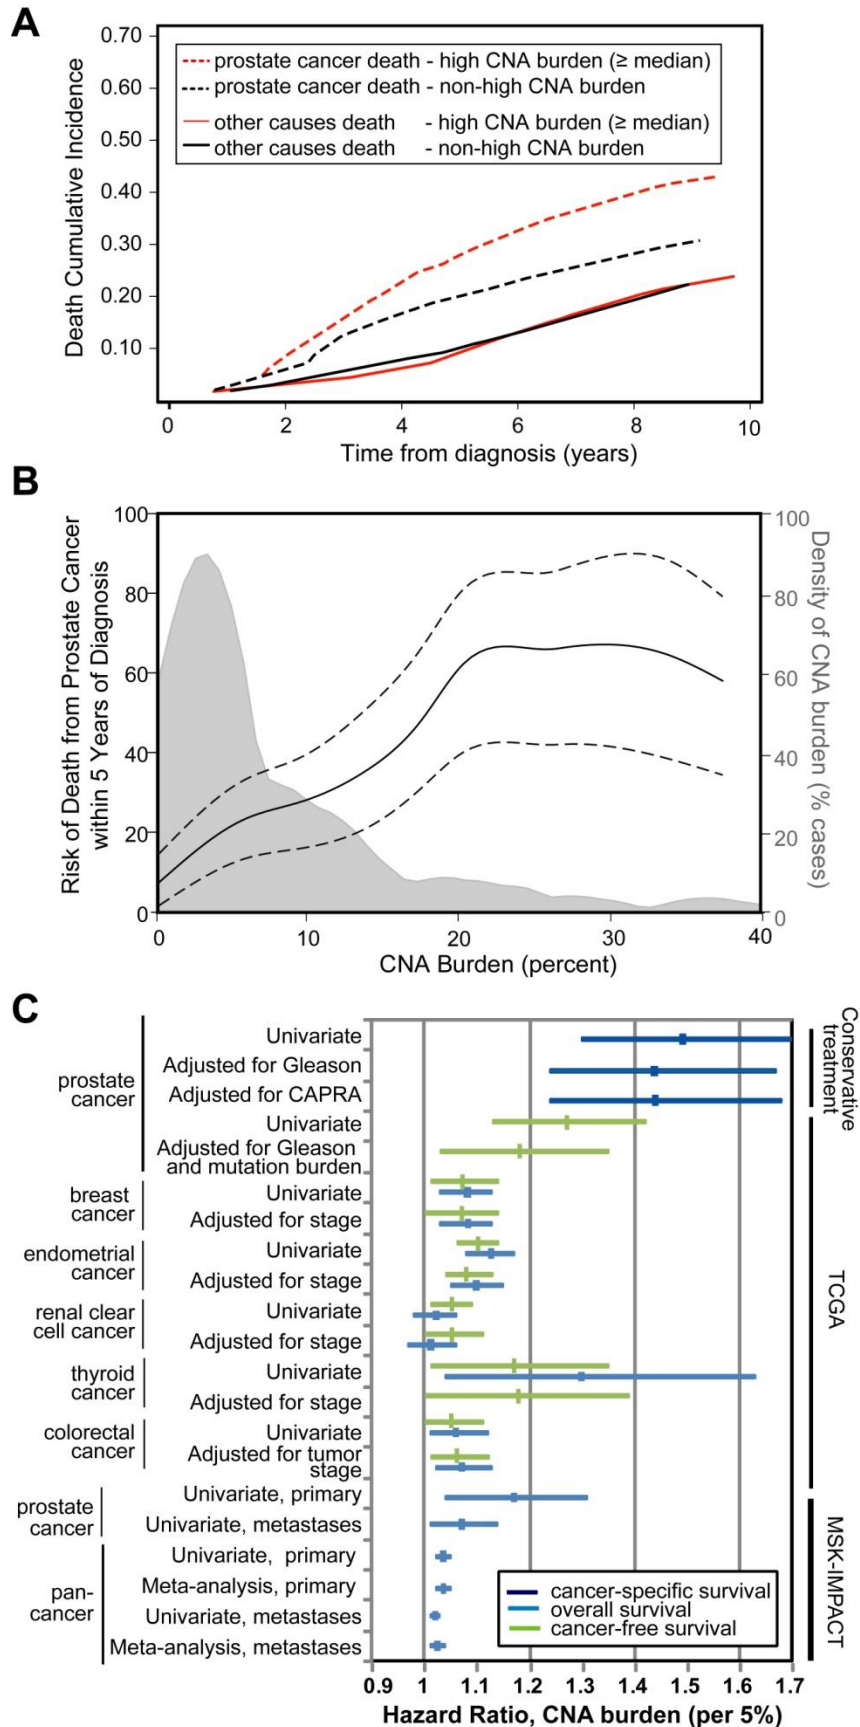 A
0.70
0.60
0.50
0.40
0.30
0.20
0.10
Death Cumulative Incidence
prostate cancer death - high CNA burden (≥ median)
prostate cancer death - non-high CNA burden
other causes death - high CNA burden (≥ median)
other causes death - non-high CNA burden
0 2 4 6 8 10
Time from diagnosis (years)
B
Risk of Death from Prostate Cancer
within 5 Years of Diagnosis
100
80
60
40
20
0
100
80
60
40
20
0
Density of CNA burden (% cases)
0 10 20 30 40
CNA Burden (percent)
C
prostate
cancer
Univariate
Adjusted for Gleason
Adjusted for CAPRA
Univariate
Adjusted for Gleason
and mutation burden
breast
cancer
Univariate
Adjusted for stage
endometrial
cancer
Univariate
Adjusted for stage
renal clear
cell cancer
Univariate
Adjusted for stage
thyroid
cancer
Univariate
Adjusted for stage
colorectal
cancer
Univariate
Adjusted for tumor
stage
prostate
cancer
Univariate, primary
Univariate, metastases
pan-
cancer
Univariate, primary
Meta-analysis, primary
Univariate, metastases
Meta-analysis, metastases
Conservative
treatment
TCGA
MSK-IMPACT
cancer-specific survival
overall survival
cancer-free survival
0.9 1 1.1 1.2 1.3 1.4 1.5 1.6 1.7
Hazard Ratio, CNA burden (per 5%)